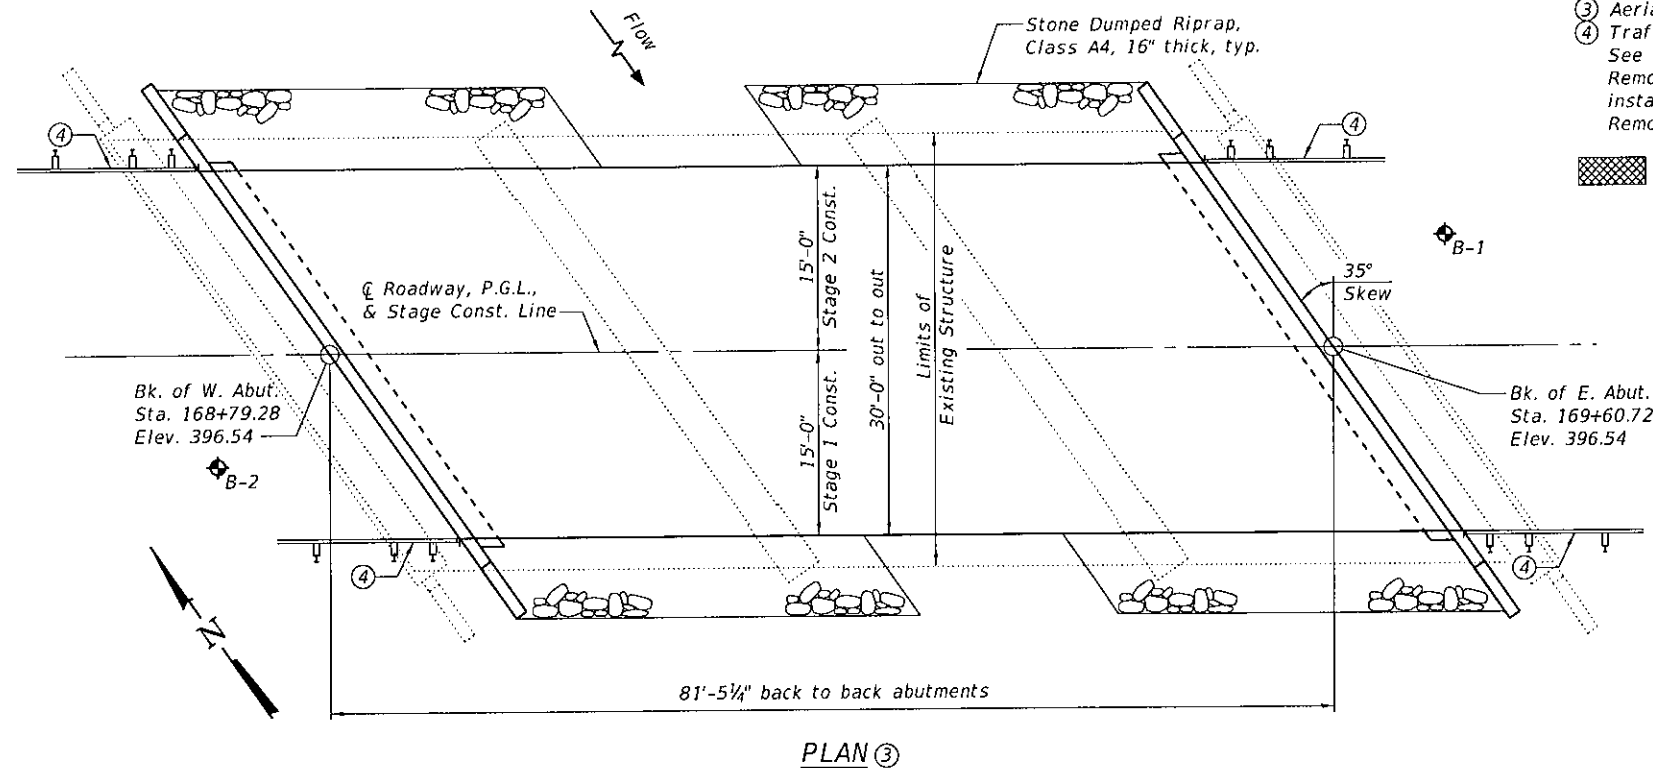 Flow
Stone Dumped Riprap,
Class A4, 16" thick, typ.
③ Aeria
④ Traf
See
Remo
insta
Remo
④
④
B-1
15'-0"
Stage 2 Const.
30'-0" out to out
Limits of
Existing Structure
35°
Skew
℄ Roadway, P.G.L.,
& Stage Const. Line
Bk. of W. Abut.
Sta. 168+79.28
Elev. 396.54
Bk. of E. Abut.
Sta. 169+60.72
Elev. 396.54
15'-0"
Stage 1 Const.
B-2
④
④
N
81'-5¼" back to back abutments
PLAN ③